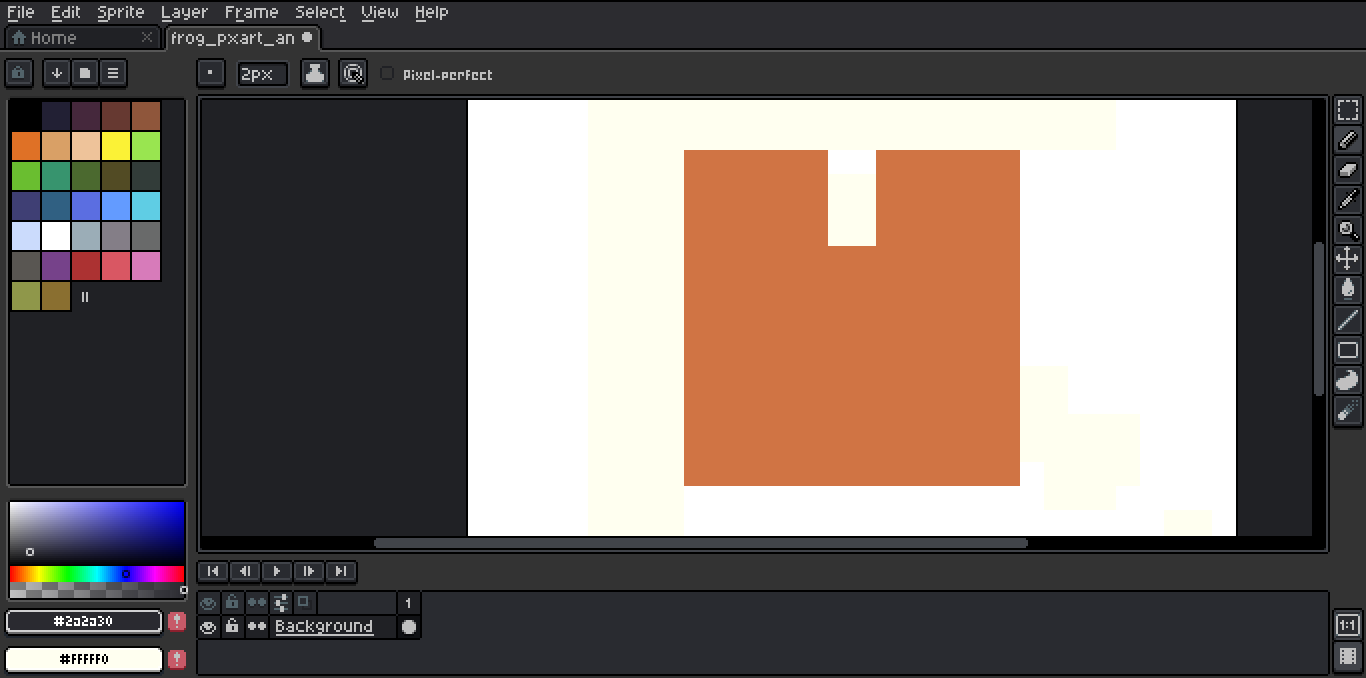 File Edit Sprite Layer Frame Select View Help
Home frog_pxart_an
2px Pixel-perfect
#2a2a30
#fffff0
1
Background
1:1